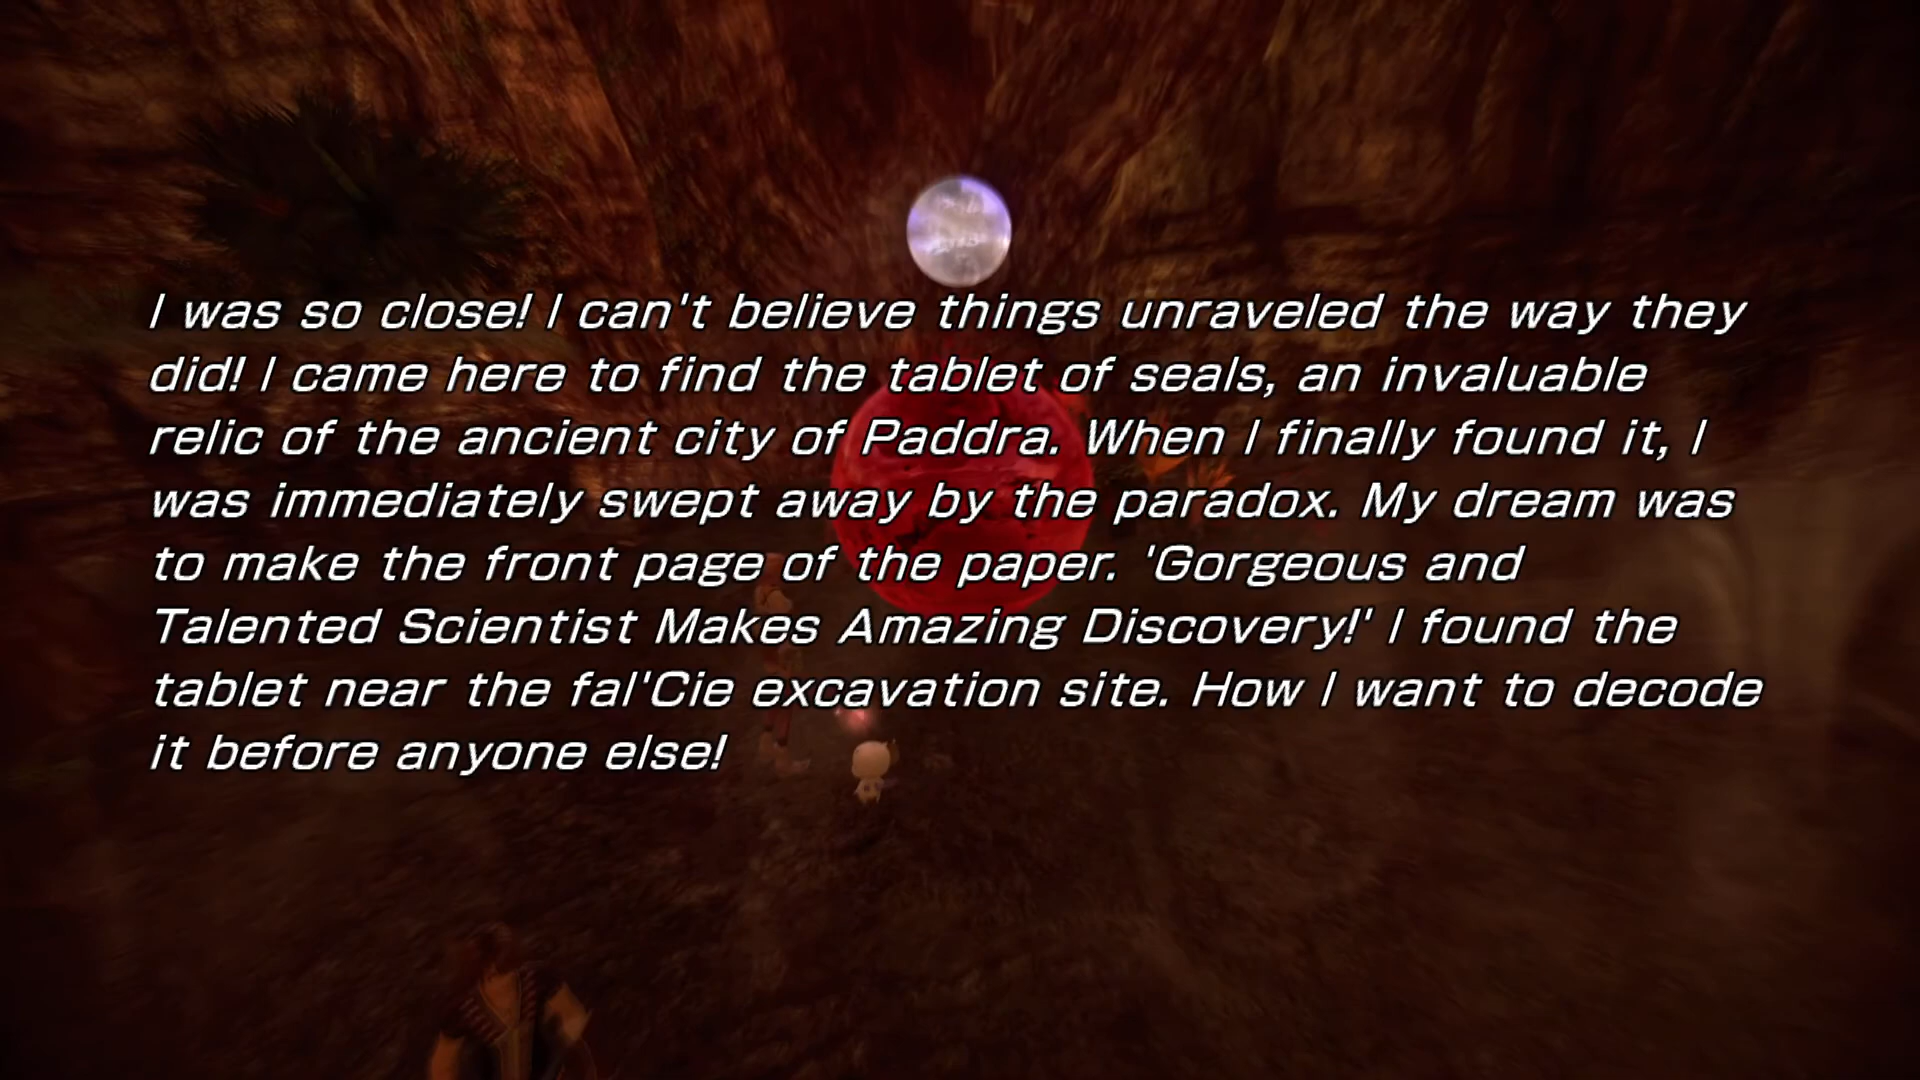 I was so close! I can't believe things unraveled the way they
did! I came here to find the tablet of seals, an invaluable
relic of the ancient city of Paddra. When I finally found it, I
was immediately swept away by the paradox. My dream was
to make the front page of the paper. 'Gorgeous and
Talented Scientist Makes Amazing Discovery!' I found the
tablet near the fal'Cie excavation site. How I want to decode
it before anyone else!